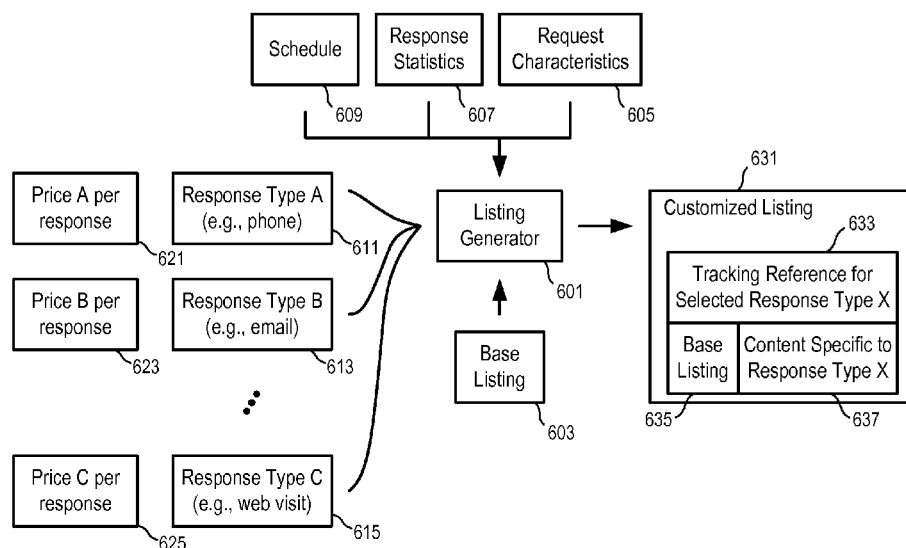 Schedule
609
Response
Statistics
607
Request
Characteristics
605
Price A per
response
621
Response Type A
(e.g., phone)
611
Price B per
response
623
Response Type B
(e.g., email)
613
Price C per
response
625
Response Type C
(e.g., web visit)
615
Listing
Generator
601
Base
Listing
603
631
Customized Listing
633
Tracking Reference for
Selected Response Type X
Base
Listing
635
Content Specific to
Response Type X
637